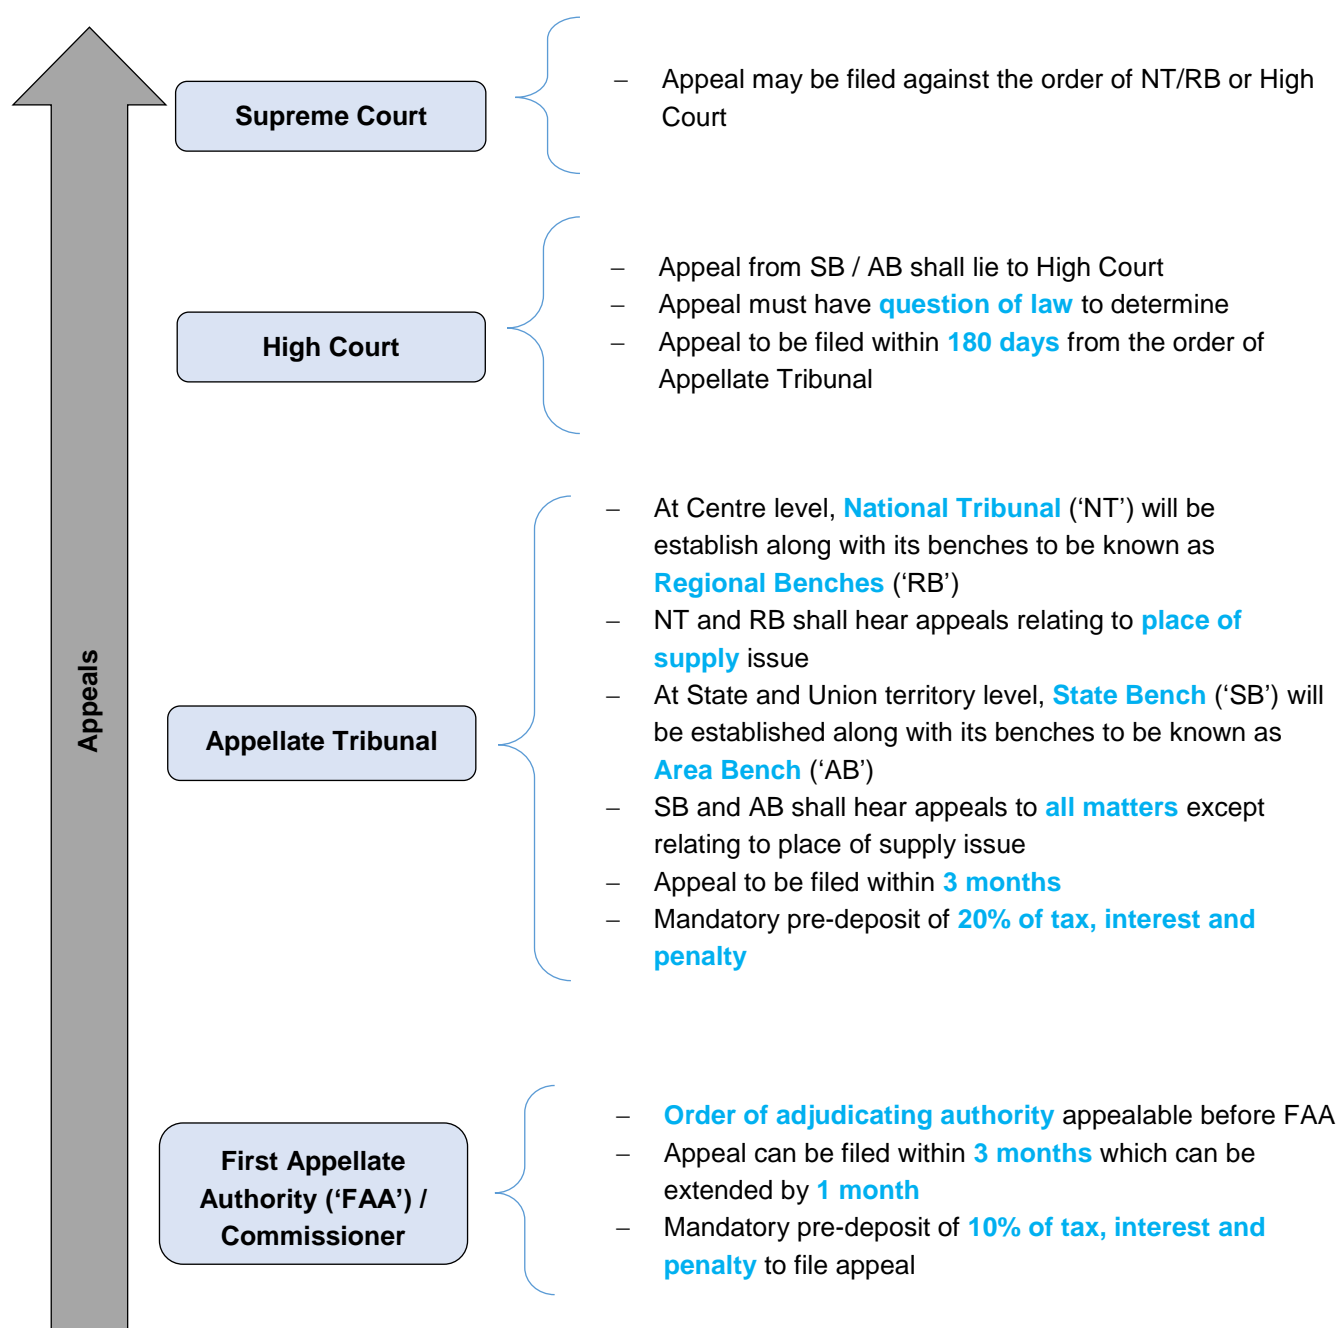 Appeals
Supreme Court
– Appeal may be filed against the order of NT/RB or High
Court
High Court
– Appeal from SB / AB shall lie to High Court
– Appeal must have question of law to determine
– Appeal to be filed within 180 days from the order of
Appellate Tribunal
Appellate Tribunal
– At Centre level, National Tribunal (‘NT’) will be
establish along with its benches to be known as
Regional Benches (‘RB’)
– NT and RB shall hear appeals relating to place of
supply issue
– At State and Union territory level, State Bench (‘SB’) will
be established along with its benches to be known as
Area Bench (‘AB’)
– SB and AB shall hear appeals to all matters except
relating to place of supply issue
– Appeal to be filed within 3 months
– Mandatory pre-deposit of 20% of tax, interest and
penalty
First Appellate
Authority (‘FAA’) /
Commissioner
– Order of adjudicating authority appealable before FAA
– Appeal can be filed within 3 months which can be
extended by 1 month
– Mandatory pre-deposit of 10% of tax, interest and
penalty to file appeal